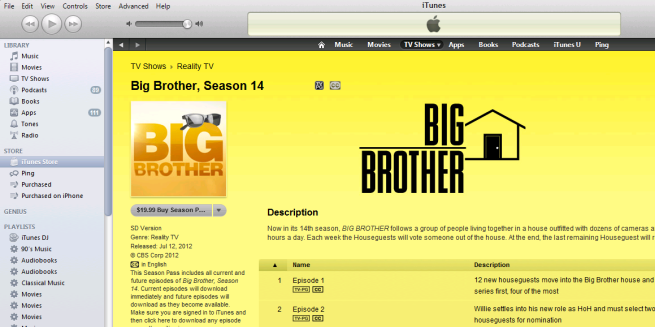 File Edit View Controls Store Advanced Help
iTunes
LIBRARY
Music
Movies
TV Shows
Podcasts
Books
Apps
111
Tones
Radio
STORE
iTunes Store
Ping
Purchased
Purchased on iPhone
GENIUS
PLAYLISTS
iTunes DJ
90's Music
Audiobooks
Audiobooks
Classical Music
Movies
Movies
Movies
Music Movies TV Shows Apps Books Podcasts iTunes U Ping
TV Shows › Reality TV
Big Brother, Season 14
CC
BIG
BROTHER
$19.99 Buy Season P...
SD Version
Genre: Reality TV
Released: Jul 12, 2012
© CBS Corp 2012
CC in English
This Season Pass includes all current and
future episodes of Big Brother, Season
14. Current episodes will download
immediately and future episodes will
download as they become available.
Make sure you are signed in to iTunes and
then click here to download any episode
BIG
BROTHER
Description
Now in its 14th season, BIG BROTHER follows a group of people living together in a house outfitted with dozens of cameras a
hours a day. Each week the Houseguests will vote someone out of the house. At the end, the last remaining Houseguest will r
Name Description
1 Episode 1 12 new houseguests move into the Big Brother house and
TV-PG CC series first, four of the most
2 Episode 2 Willie settles into his new role as HoH and must select two
TV-PG CC houseguests for nomination